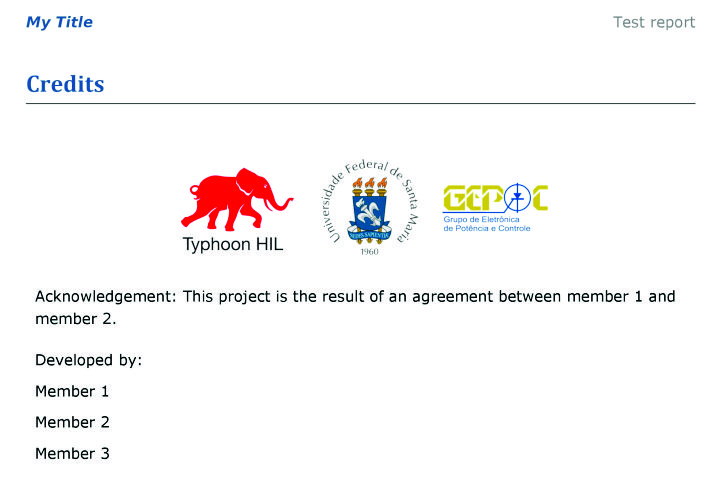 My Title
Test report
Credits
Universidade Federal de Santa Maria
SEDES SAPIENTIÆ
1960
Typhoon HIL
GEPOC
Grupo de Eletrônica
de Potência e Controle
Acknowledgement: This project is the result of an agreement between member 1 and
member 2.
Developed by:
Member 1
Member 2
Member 3